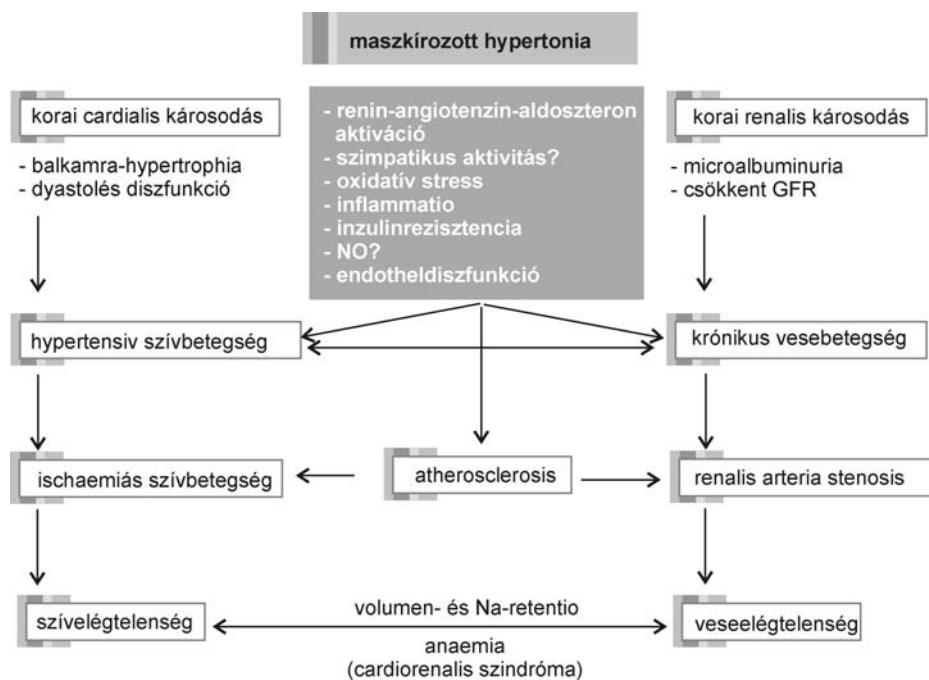 maszkírozott hypertonia
korai cardialis károsodás
- balkamra-hypertrophia
- dyastolés diszfunkció
- renin-angiotenzin-aldoszteron
aktiváció
- szimpatikus aktivitás?
- oxidatív stress
- inflammatio
- inzulinrezisztencia
- NO?
- endotheldiszfunkció
korai renalis károsodás
- microalbuminuria
- csökkent GFR
hypertensiv szívbetegség
krónikus vesebetegség
ischaemiás szívbetegség
atherosclerosis
renalis arteria stenosis
szívelégtelenség
volumen- és Na-retentio
anaemia
(cardiorenalis szindróma)
veseelégtelenség